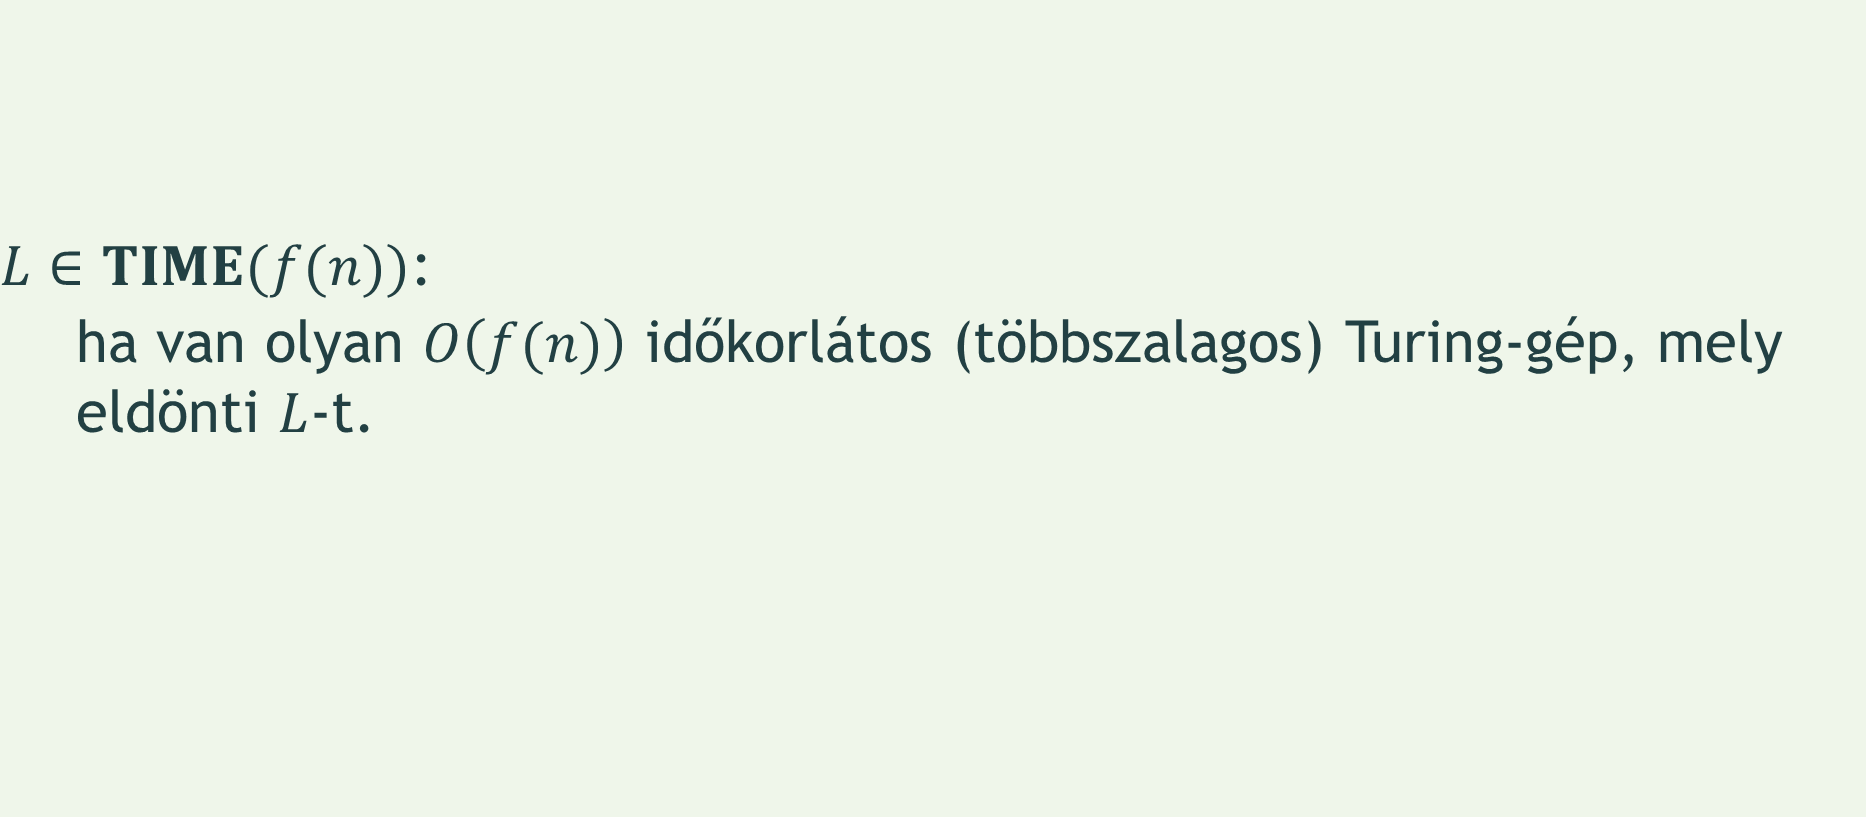 L ∈ TIME(f(n)):
ha van olyan O(f(n)) időkorlátos (többszalagos) Turing-gép, mely
eldönti L-t.